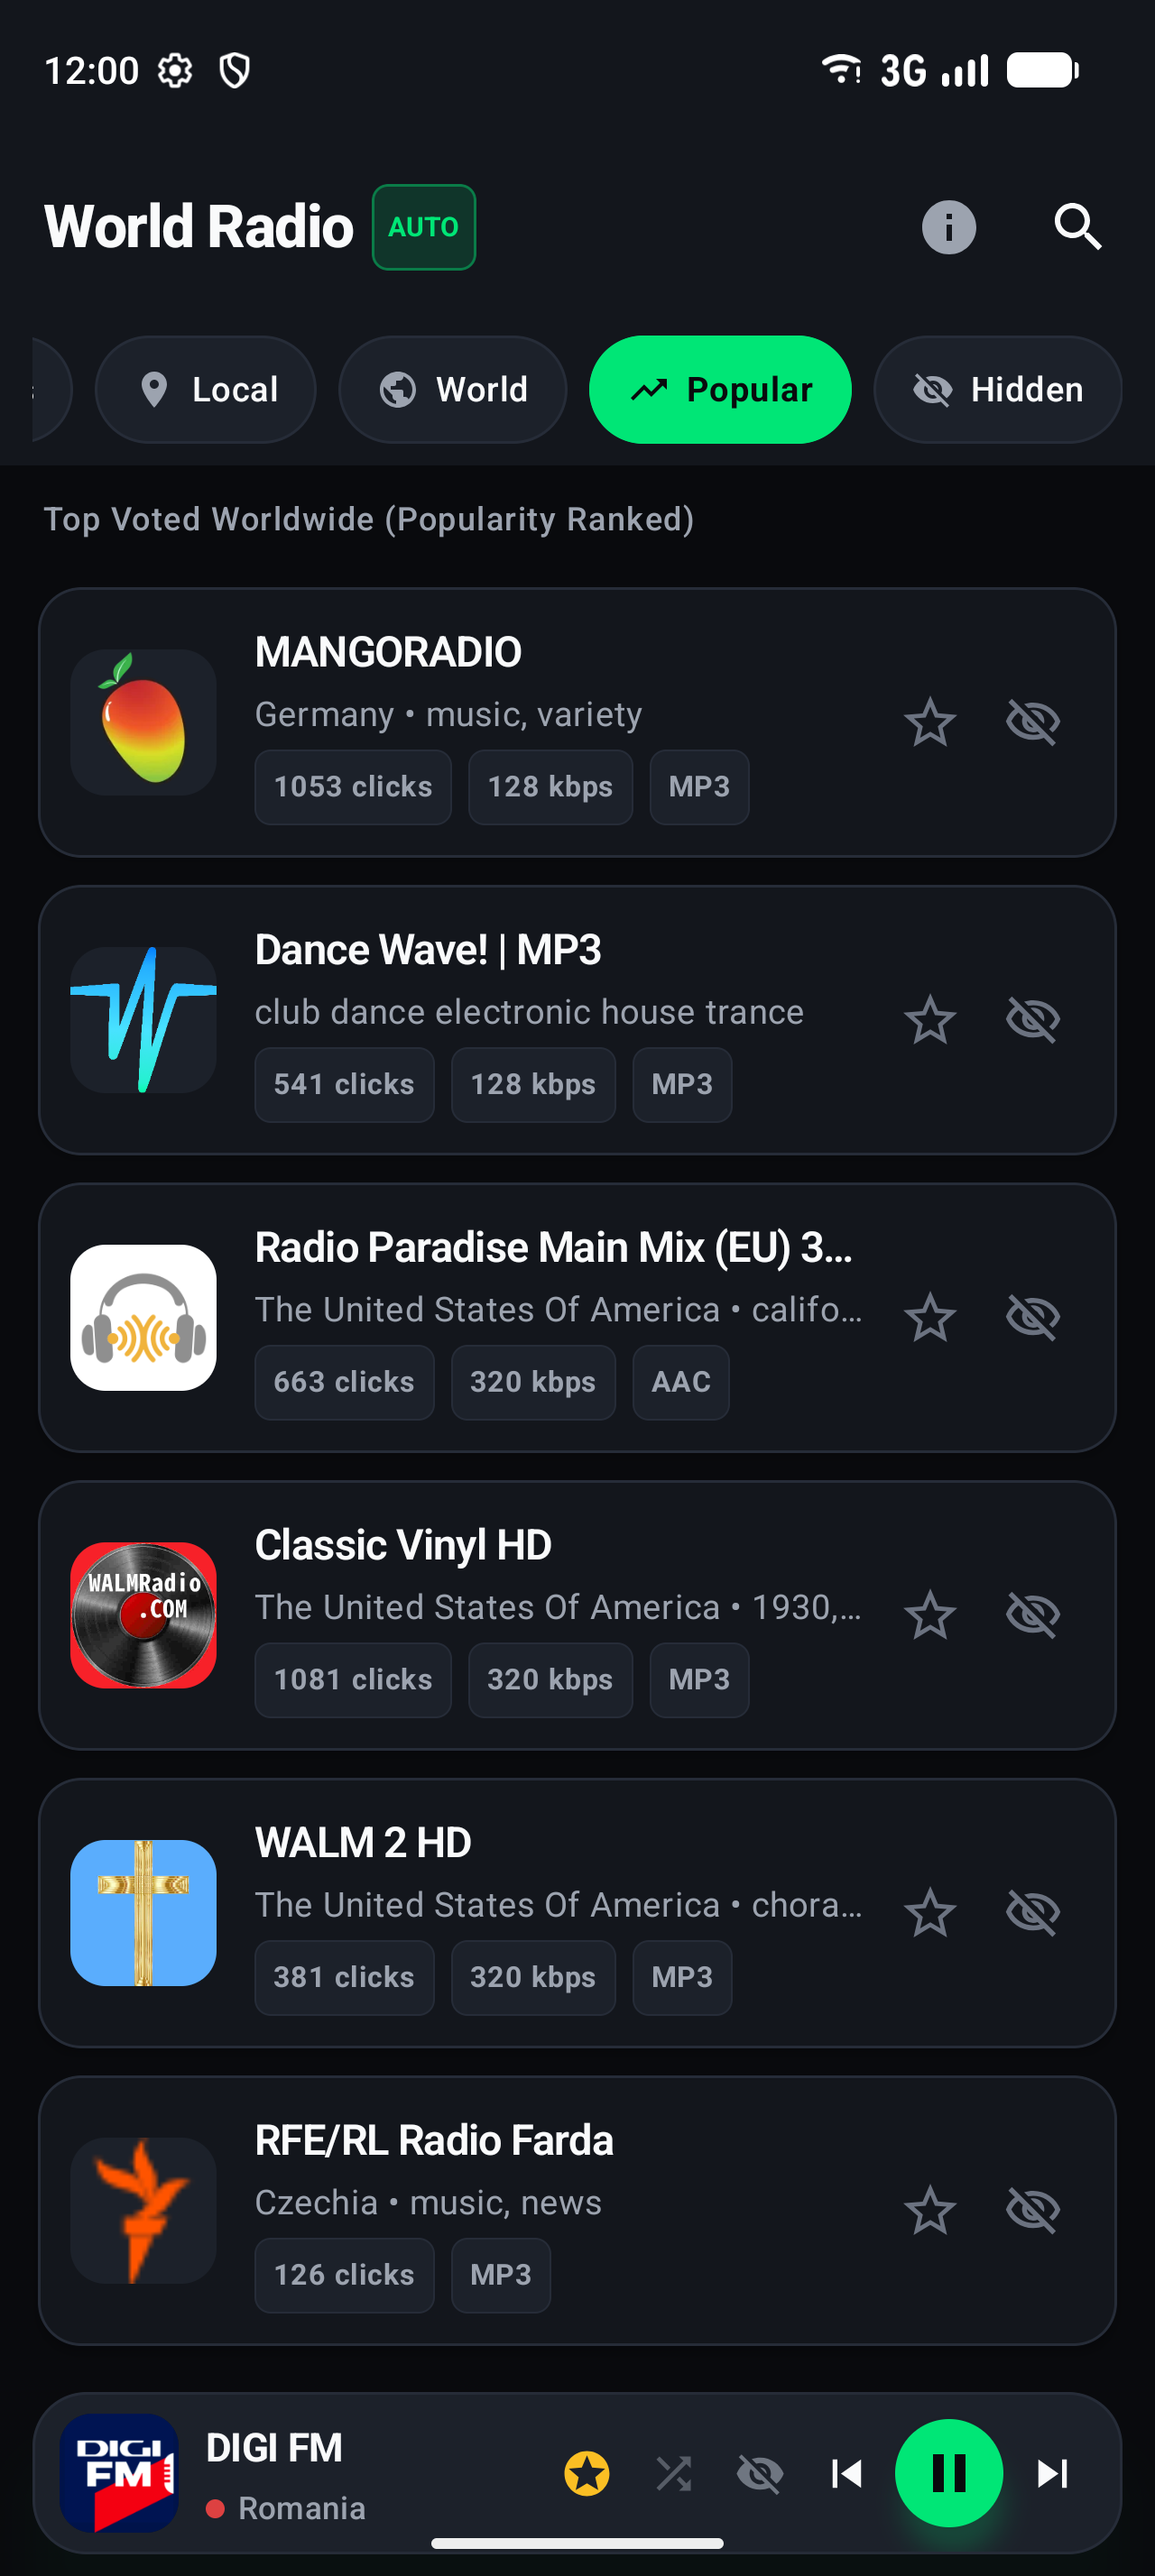 12:00
3G
World Radio
AUTO
Local
World
Popular
Hidden
Top Voted Worldwide (Popularity Ranked)
MANGORADIO
Germany • music, variety
1053 clicks
128 kbps
MP3
Dance Wave! | MP3
club dance electronic house trance
541 clicks
128 kbps
MP3
Radio Paradise Main Mix (EU) 3...
The United States Of America • califo...
663 clicks
320 kbps
AAC
WALMRadio
.COM
Classic Vinyl HD
The United States Of America • 1930,...
1081 clicks
320 kbps
MP3
WALM 2 HD
The United States Of America • chora...
381 clicks
320 kbps
MP3
RFE/RL Radio Farda
Czechia • music, news
126 clicks
MP3
DIGI
FM
DIGI FM
Romania